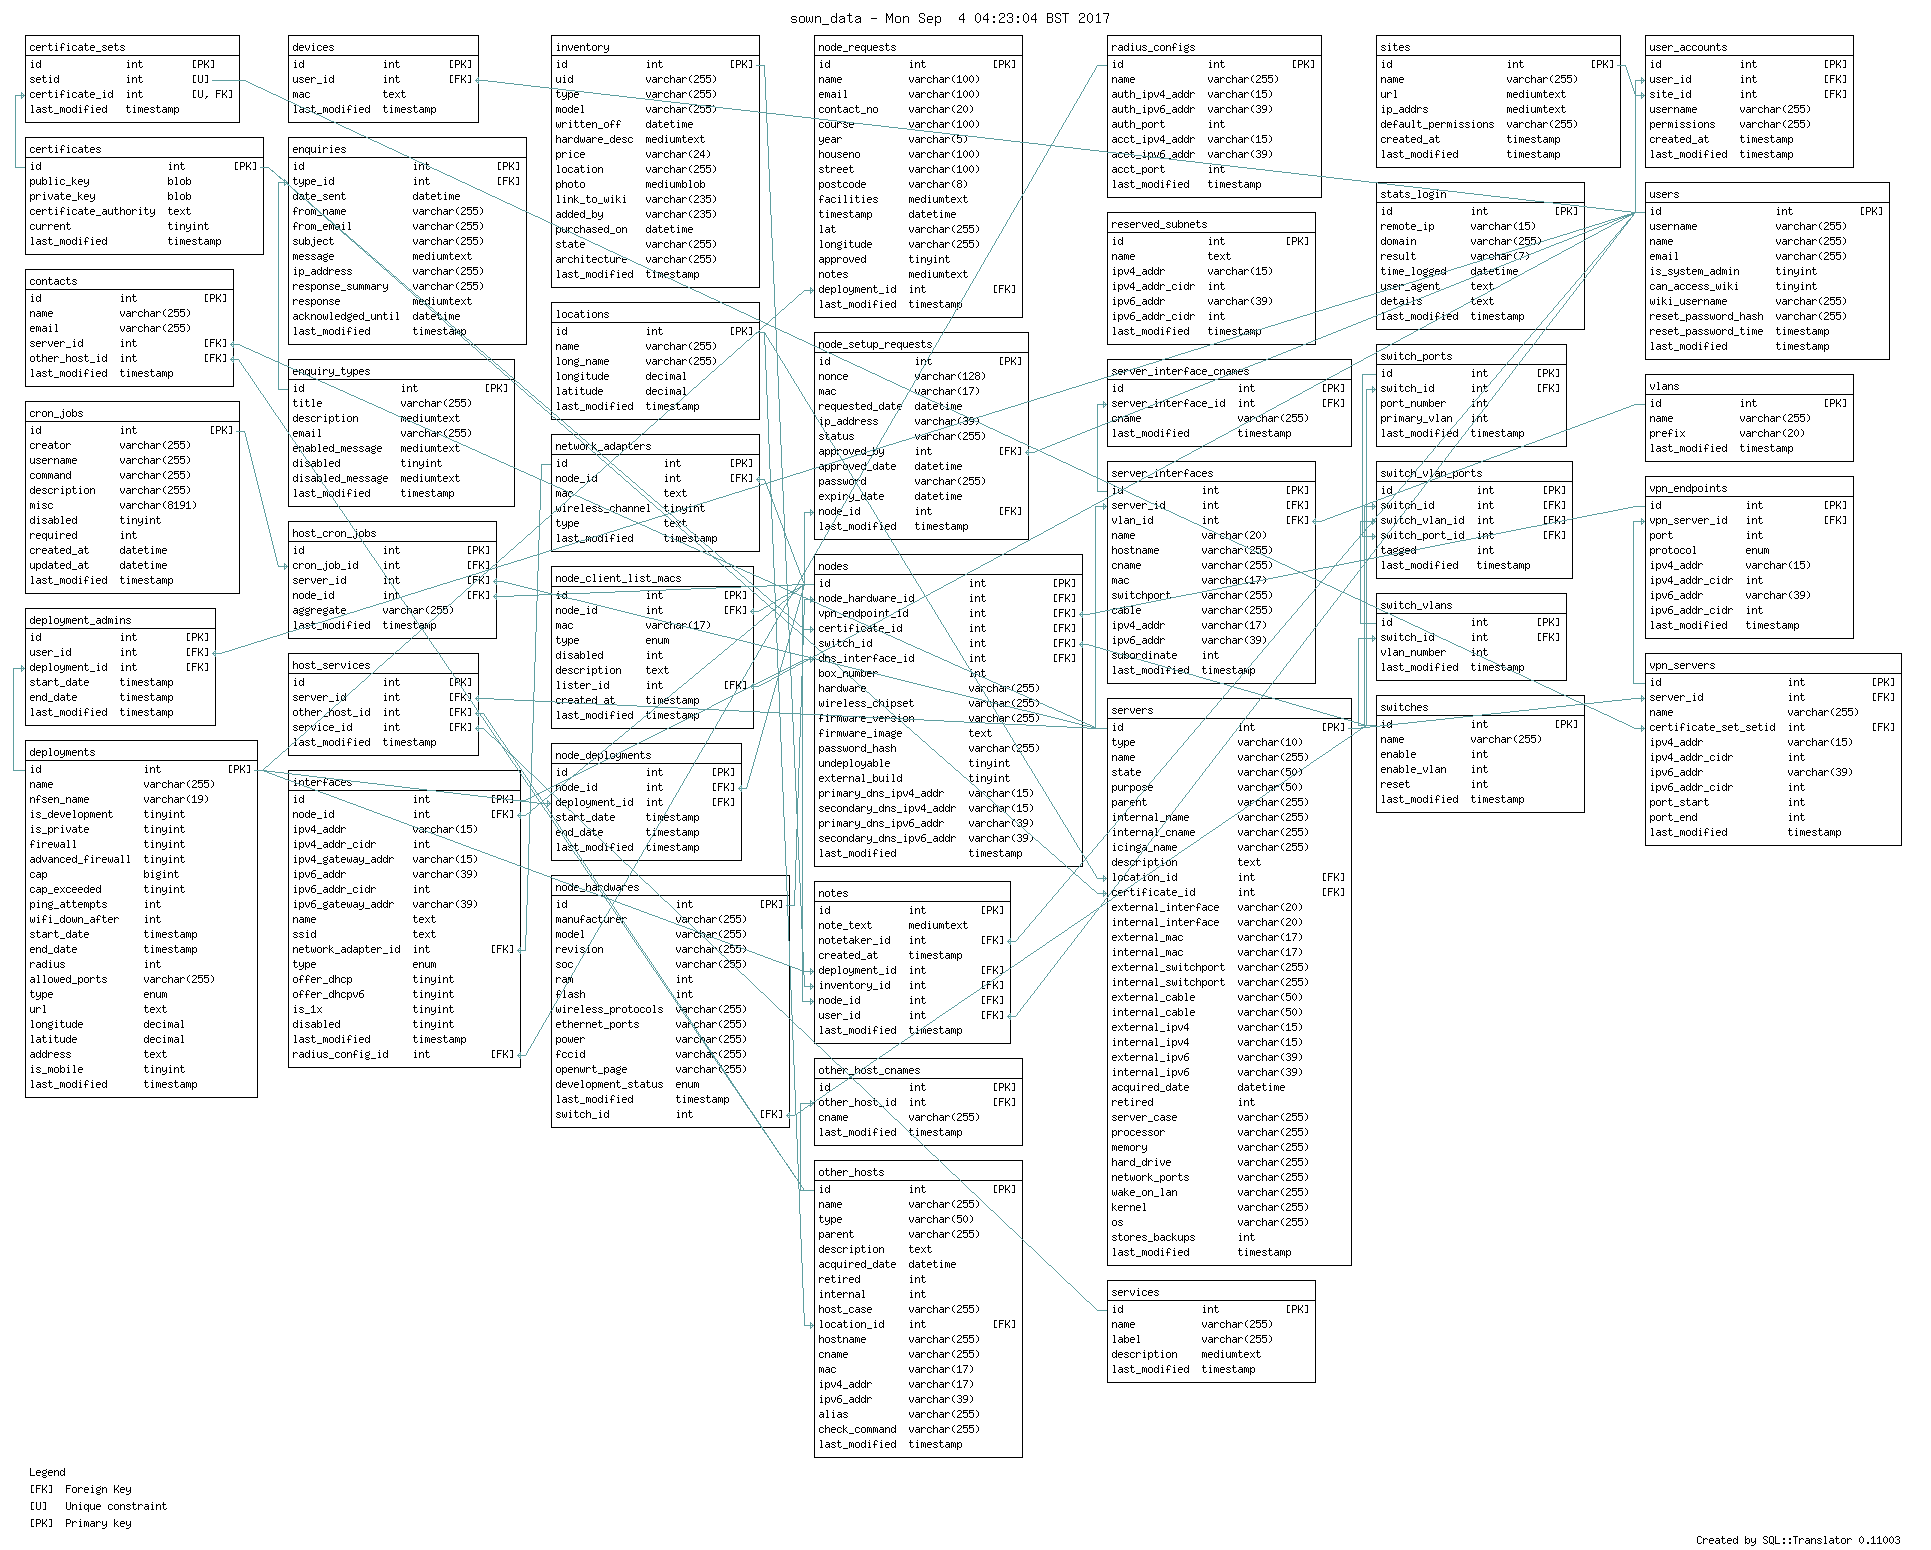 sown_data - Mon Sep  4 04:23:04 BST 2017
certificate_sets
id int [PK]
setid int [U]
certificate_id int [U, FK]
last_modified timestamp
certificates
id int [PK]
public_key blob
private_key blob
certificate_authority text
current tinyint
last_modified timestamp
contacts
id int [PK]
name varchar(255)
email varchar(255)
server_id int [FK]
other_host_id int [FK]
last_modified timestamp
cron_jobs
id int [PK]
creator varchar(255)
username varchar(255)
command varchar(255)
description varchar(255)
misc varchar(8191)
disabled tinyint
required int
created_at datetime
updated_at datetime
last_modified timestamp
deployment_admins
id int [PK]
user_id int [FK]
deployment_id int [FK]
start_date timestamp
end_date timestamp
last_modified timestamp
deployments
id int [PK]
name varchar(255)
nfsen_name varchar(19)
is_development tinyint
is_private tinyint
firewall tinyint
advanced_firewall tinyint
cap bigint
cap_exceeded tinyint
ping_attempts int
wifi_down_after int
start_date timestamp
end_date timestamp
radius int
allowed_ports varchar(255)
type enum
url text
longitude decimal
latitude decimal
address text
is_mobile tinyint
last_modified timestamp
devices
id int [PK]
user_id int [FK]
mac text
last_modified timestamp
enquiries
id int [PK]
type_id int [FK]
date_sent datetime
from_name varchar(255)
from_email varchar(255)
subject varchar(255)
message mediumtext
ip_address varchar(255)
response_summary varchar(255)
response mediumtext
acknowledged_until datetime
last_modified timestamp
enquiry_types
id int [PK]
title varchar(255)
description mediumtext
email varchar(255)
enabled_message mediumtext
disabled tinyint
disabled_message mediumtext
last_modified timestamp
host_cron_jobs
id int [PK]
cron_job_id int [FK]
server_id int [FK]
node_id int [FK]
aggregate varchar(255)
last_modified timestamp
host_services
id int [PK]
server_id int [FK]
other_host_id int [FK]
service_id int [FK]
last_modified timestamp
interfaces
id int [PK]
node_id int [FK]
ipv4_addr varchar(15)
ipv4_addr_cidr int
ipv4_gateway_addr varchar(15)
ipv6_addr varchar(39)
ipv6_addr_cidr int
ipv6_gateway_addr varchar(39)
name text
ssid text
network_adapter_id int [FK]
type enum
offer_dhcp tinyint
offer_dhcpv6 tinyint
is_1x tinyint
disabled tinyint
last_modified timestamp
radius_config_id int [FK]
inventory
id int [PK]
uid varchar(255)
type varchar(255)
model varchar(255)
written_off datetime
hardware_desc mediumtext
price varchar(24)
location varchar(255)
photo mediumblob
link_to_wiki varchar(235)
added_by varchar(235)
purchased_on datetime
state varchar(255)
architecture varchar(255)
last_modified timestamp
locations
id int [PK]
name varchar(255)
long_name varchar(255)
longitude decimal
latitude decimal
last_modified timestamp
network_adapters
id int [PK]
node_id int [FK]
mac text
wireless_channel tinyint
type text
last_modified timestamp
node_client_list_macs
id int [PK]
node_id int [FK]
mac varchar(17)
type enum
disabled int
description text
lister_id int [FK]
created_at timestamp
last_modified timestamp
node_deployments
id int [PK]
node_id int [FK]
deployment_id int [FK]
start_date timestamp
end_date timestamp
last_modified timestamp
node_hardwares
id int [PK]
manufacturer varchar(255)
model varchar(255)
revision varchar(255)
soc varchar(255)
ram int
flash int
wireless_protocols varchar(255)
ethernet_ports varchar(255)
power varchar(255)
fccid varchar(255)
openwrt_page varchar(255)
development_status enum
last_modified timestamp
switch_id int [FK]
node_requests
id int [PK]
name varchar(100)
email varchar(100)
contact_no varchar(20)
course varchar(100)
year varchar(5)
houseno varchar(100)
street varchar(100)
postcode varchar(8)
facilities mediumtext
timestamp datetime
lat varchar(255)
longitude varchar(255)
approved tinyint
notes mediumtext
deployment_id int [FK]
last_modified timestamp
node_setup_requests
id int [PK]
nonce varchar(128)
mac varchar(17)
requested_date datetime
ip_address varchar(39)
status varchar(255)
approved_by int [FK]
approved_date datetime
password varchar(255)
expiry_date datetime
node_id int [FK]
last_modified timestamp
nodes
id int [PK]
node_hardware_id int [FK]
vpn_endpoint_id int [FK]
certificate_id int [FK]
switch_id int [FK]
dns_interface_id int [FK]
box_number int
hardware varchar(255)
wireless_chipset varchar(255)
firmware_version varchar(255)
firmware_image text
password_hash varchar(255)
undeployable tinyint
external_build tinyint
primary_dns_ipv4_addr varchar(15)
secondary_dns_ipv4_addr varchar(15)
primary_dns_ipv6_addr varchar(39)
secondary_dns_ipv6_addr varchar(39)
last_modified timestamp
notes
id int [PK]
note_text mediumtext
notetaker_id int [FK]
created_at timestamp
deployment_id int [FK]
inventory_id int [FK]
node_id int [FK]
user_id int [FK]
last_modified timestamp
other_host_cnames
id int [PK]
other_host_id int [FK]
cname varchar(255)
last_modified timestamp
other_hosts
id int [PK]
name varchar(255)
type varchar(50)
parent varchar(255)
description text
acquired_date datetime
retired int
internal int
host_case varchar(255)
location_id int [FK]
hostname varchar(255)
cname varchar(255)
mac varchar(17)
ipv4_addr varchar(17)
ipv6_addr varchar(39)
alias varchar(255)
check_command varchar(255)
last_modified timestamp
radius_configs
id int [PK]
name varchar(255)
auth_ipv4_addr varchar(15)
auth_ipv6_addr varchar(39)
auth_port int
acct_ipv4_addr varchar(15)
acct_ipv6_addr varchar(39)
acct_port int
last_modified timestamp
reserved_subnets
id int [PK]
name text
ipv4_addr varchar(15)
ipv4_addr_cidr int
ipv6_addr varchar(39)
ipv6_addr_cidr int
last_modified timestamp
server_interface_cnames
id int [PK]
server_interface_id int [FK]
cname varchar(255)
last_modified timestamp
server_interfaces
id int [PK]
server_id int [FK]
vlan_id int [FK]
name varchar(20)
hostname varchar(255)
cname varchar(255)
mac varchar(17)
switchport varchar(255)
cable varchar(255)
ipv4_addr varchar(17)
ipv6_addr varchar(39)
subordinate int
last_modified timestamp
servers
id int [PK]
type varchar(10)
name varchar(255)
state varchar(50)
purpose varchar(50)
parent varchar(255)
internal_name varchar(255)
internal_cname varchar(255)
icinga_name varchar(255)
description text
location_id int [FK]
certificate_id int [FK]
external_interface varchar(20)
internal_interface varchar(20)
external_mac varchar(17)
internal_mac varchar(17)
external_switchport varchar(255)
internal_switchport varchar(255)
external_cable varchar(50)
internal_cable varchar(50)
external_ipv4 varchar(15)
internal_ipv4 varchar(15)
external_ipv6 varchar(39)
internal_ipv6 varchar(39)
acquired_date datetime
retired int
server_case varchar(255)
processor varchar(255)
memory varchar(255)
hard_drive varchar(255)
network_ports varchar(255)
wake_on_lan varchar(255)
kernel varchar(255)
os varchar(255)
stores_backups int
last_modified timestamp
services
id int [PK]
name varchar(255)
label varchar(255)
description mediumtext
last_modified timestamp
sites
id int [PK]
name varchar(255)
url mediumtext
ip_addrs mediumtext
default_permissions varchar(255)
created_at timestamp
last_modified timestamp
stats_login
id int [PK]
remote_ip varchar(15)
domain varchar(255)
result varchar(7)
time_logged datetime
user_agent text
details text
last_modified timestamp
switch_ports
id int [PK]
switch_id int [FK]
port_number int
primary_vlan int
last_modified timestamp
switch_vlan_ports
id int [PK]
switch_id int [FK]
switch_vlan_id int [FK]
switch_port_id int [FK]
tagged int
last_modified timestamp
switch_vlans
id int [PK]
switch_id int [FK]
vlan_number int
last_modified timestamp
switches
id int [PK]
name varchar(255)
enable int
enable_vlan int
reset int
last_modified timestamp
user_accounts
id int [PK]
user_id int [FK]
site_id int [FK]
username varchar(255)
permissions varchar(255)
created_at timestamp
last_modified timestamp
users
id int [PK]
username varchar(255)
name varchar(255)
email varchar(255)
is_system_admin tinyint
can_access_wiki tinyint
wiki_username varchar(255)
reset_password_hash varchar(255)
reset_password_time timestamp
last_modified timestamp
vlans
id int [PK]
name varchar(255)
prefix varchar(20)
last_modified timestamp
vpn_endpoints
id int [PK]
vpn_server_id int [FK]
port int
protocol enum
ipv4_addr varchar(15)
ipv4_addr_cidr int
ipv6_addr varchar(39)
ipv6_addr_cidr int
last_modified timestamp
vpn_servers
id int [PK]
server_id int [FK]
name varchar(255)
certificate_set_setid int [FK]
ipv4_addr varchar(15)
ipv4_addr_cidr int
ipv6_addr varchar(39)
ipv6_addr_cidr int
port_start int
port_end int
last_modified timestamp
Legend
[FK] Foreign Key
[U] Unique constraint
[PK] Primary key
Created by SQL::Translator 0.11003